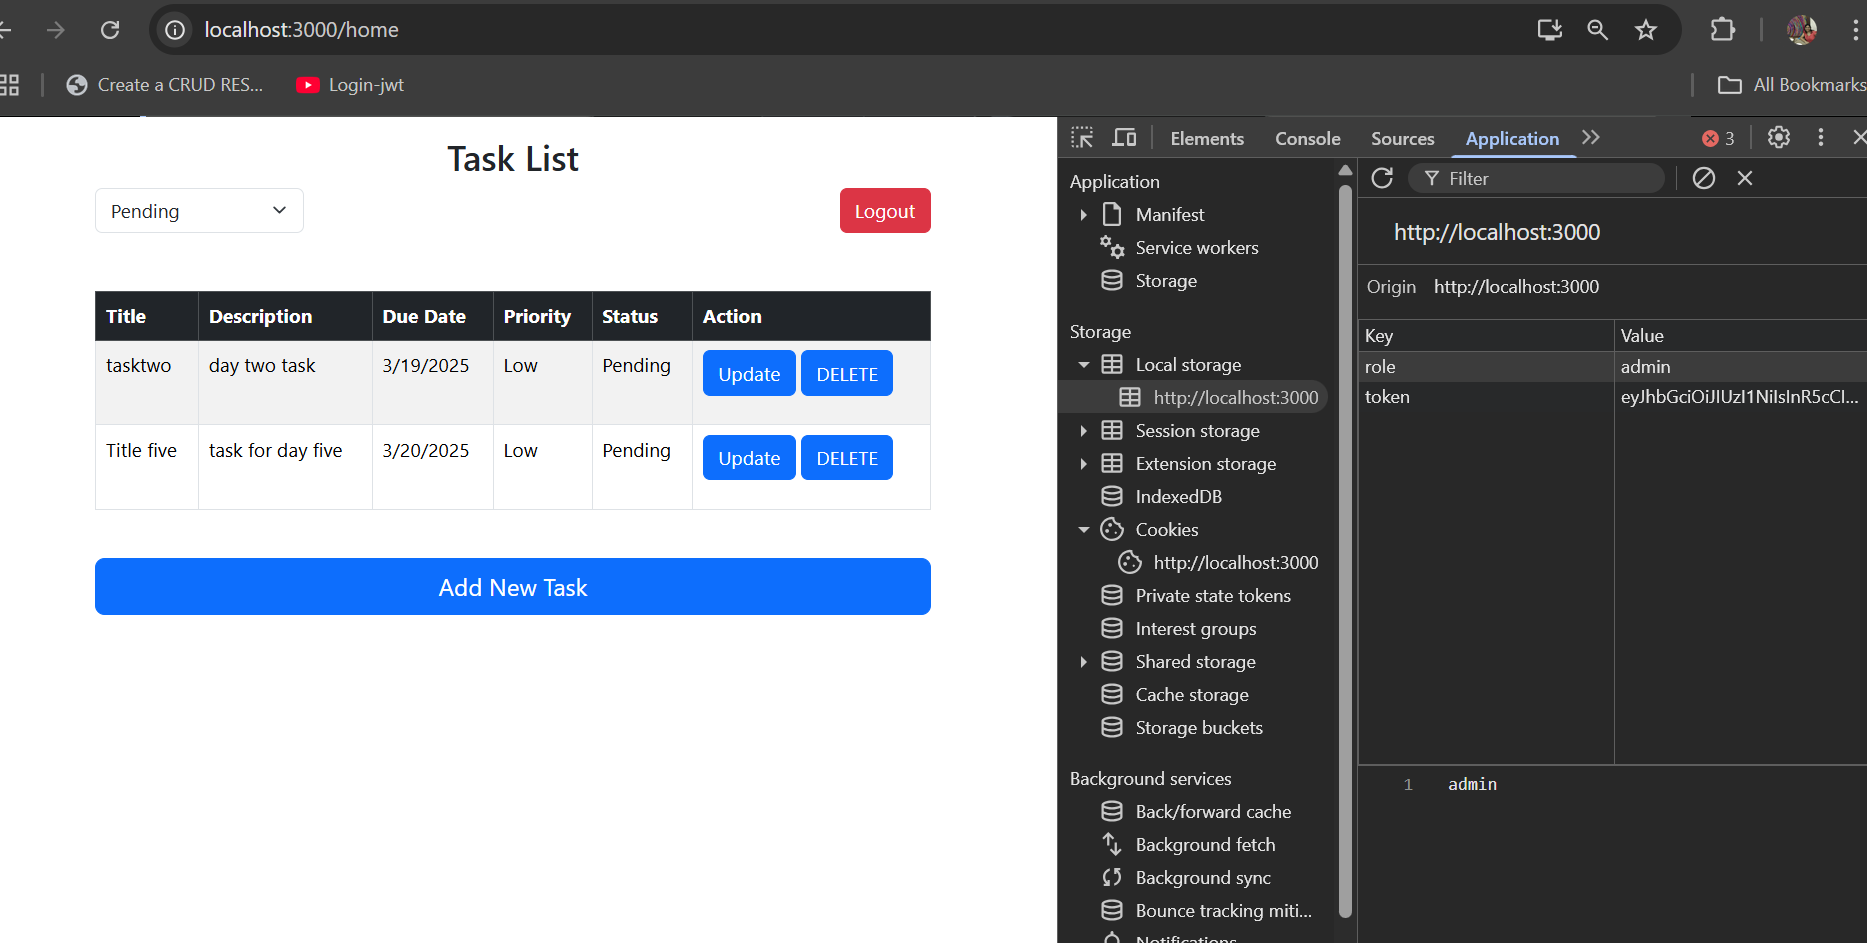 localhost:3000/home
Create a CRUD RES...
Login-jwt
All Bookmarks
Task List
Pending
Logout
Title Description Due Date Priority Status Action
tasktwo day two task 3/19/2025 Low Pending Update DELETE
Title five task for day five 3/20/2025 Low Pending Update DELETE
Add New Task
Elements Console Sources Application 3
Application
Manifest
Service workers
Storage
Storage
Local storage
http://localhost:3000
Session storage
Extension storage
IndexedDB
Cookies
http://localhost:3000
Private state tokens
Interest groups
Shared storage
Cache storage
Storage buckets
Background services
Back/forward cache
Background fetch
Background sync
Bounce tracking miti...
Notifications
Filter
http://localhost:3000
Origin http://localhost:3000
Key Value
role admin
token eyJhbGciOiJIUzI1NiIsInR5cCI...
1 admin